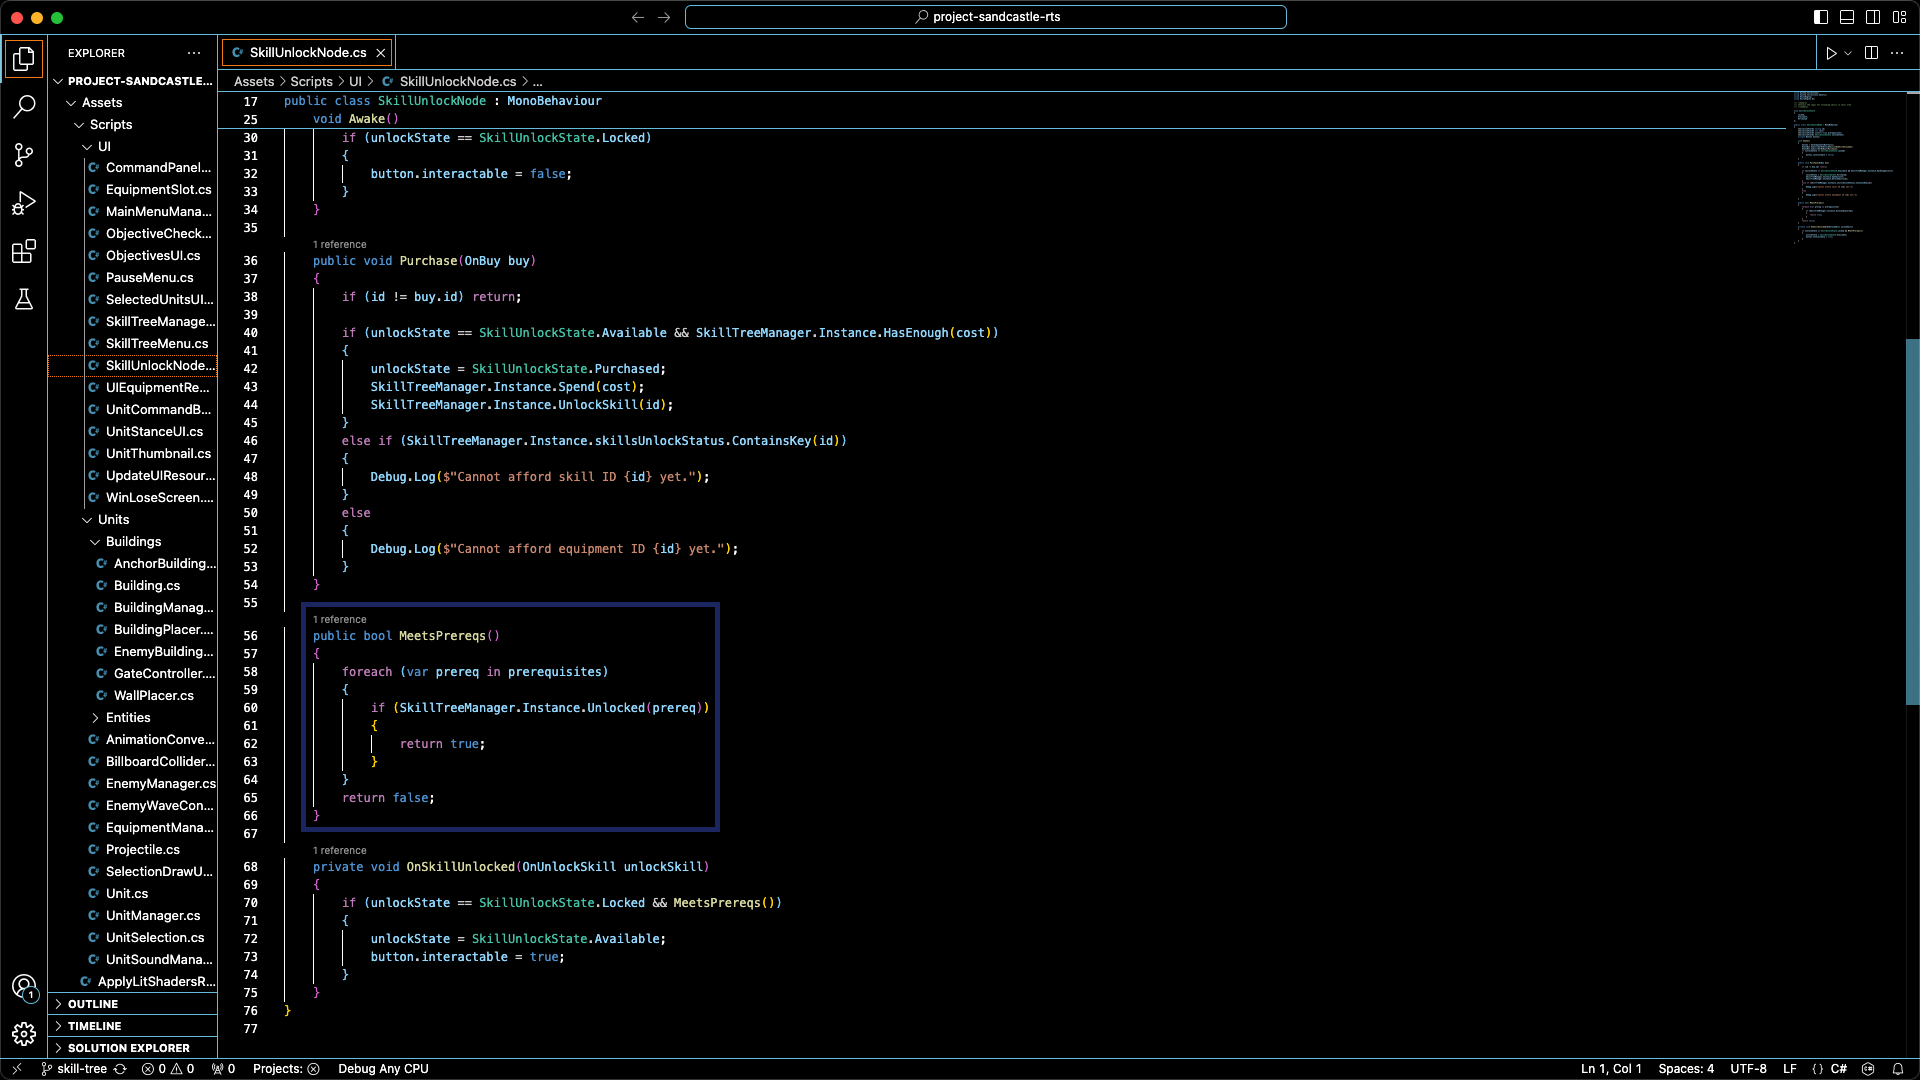 project-sandcastle-rts
EXPLORER
PROJECT-SANDCASTLE...
Assets
Scripts
UI
CommandPanel...
EquipmentSlot.cs
MainMenuMana...
ObjectiveCheck...
ObjectivesUI.cs
PauseMenu.cs
SelectedUnitsUI...
SkillTreeManage...
SkillTreeMenu.cs
SkillUnlockNode...
UIEquipmentRe...
UnitCommandB...
UnitStanceUI.cs
UnitThumbnail.cs
UpdateUIResour...
WinLoseScreen....
Units
Buildings
AnchorBuilding...
Building.cs
BuildingManag...
BuildingPlacer....
EnemyBuilding...
GateController....
WallPlacer.cs
Entities
AnimationConve...
BillboardCollider...
EnemyManager.cs
EnemyWaveCon...
EquipmentMana...
Projectile.cs
SelectionDrawU...
Unit.cs
UnitManager.cs
UnitSelection.cs
UnitSoundMana...
ApplyLitShadersR...
OUTLINE
TIMELINE
SOLUTION EXPLORER
SkillUnlockNode.cs
Assets > Scripts > UI > SkillUnlockNode.cs > ...
17 public class SkillUnlockNode : MonoBehaviour
25 void Awake()
30 if (unlockState == SkillUnlockState.Locked)
31 {
32 button.interactable = false;
33 }
34 }
35
1 reference
36 public void Purchase(OnBuy buy)
37 {
38 if (id != buy.id) return;
39
40 if (unlockState == SkillUnlockState.Available && SkillTreeManager.Instance.HasEnough(cost))
41 {
42 unlockState = SkillUnlockState.Purchased;
43 SkillTreeManager.Instance.Spend(cost);
44 SkillTreeManager.Instance.UnlockSkill(id);
45 }
46 else if (SkillTreeManager.Instance.skillsUnlockStatus.ContainsKey(id))
47 {
48 Debug.Log($"Cannot afford skill ID {id} yet.");
49 }
50 else
51 {
52 Debug.Log($"Cannot afford equipment ID {id} yet.");
53 }
54 }
55
1 reference
56 public bool MeetsPrereqs()
57 {
58 foreach (var prereq in prerequisites)
59 {
60 if (SkillTreeManager.Instance.Unlocked(prereq))
61 {
62 return true;
63 }
64 }
65 return false;
66 }
67
1 reference
68 private void OnSkillUnlocked(OnUnlockSkill unlockSkill)
69 {
70 if (unlockState == SkillUnlockState.Locked && MeetsPrereqs())
71 {
72 unlockState = SkillUnlockState.Available;
73 button.interactable = true;
74 }
75 }
76 }
77
1
skill-tree 0 0 0 Projects: Debug Any CPU Ln 1, Col 1 Spaces: 4 UTF-8 LF {} C#